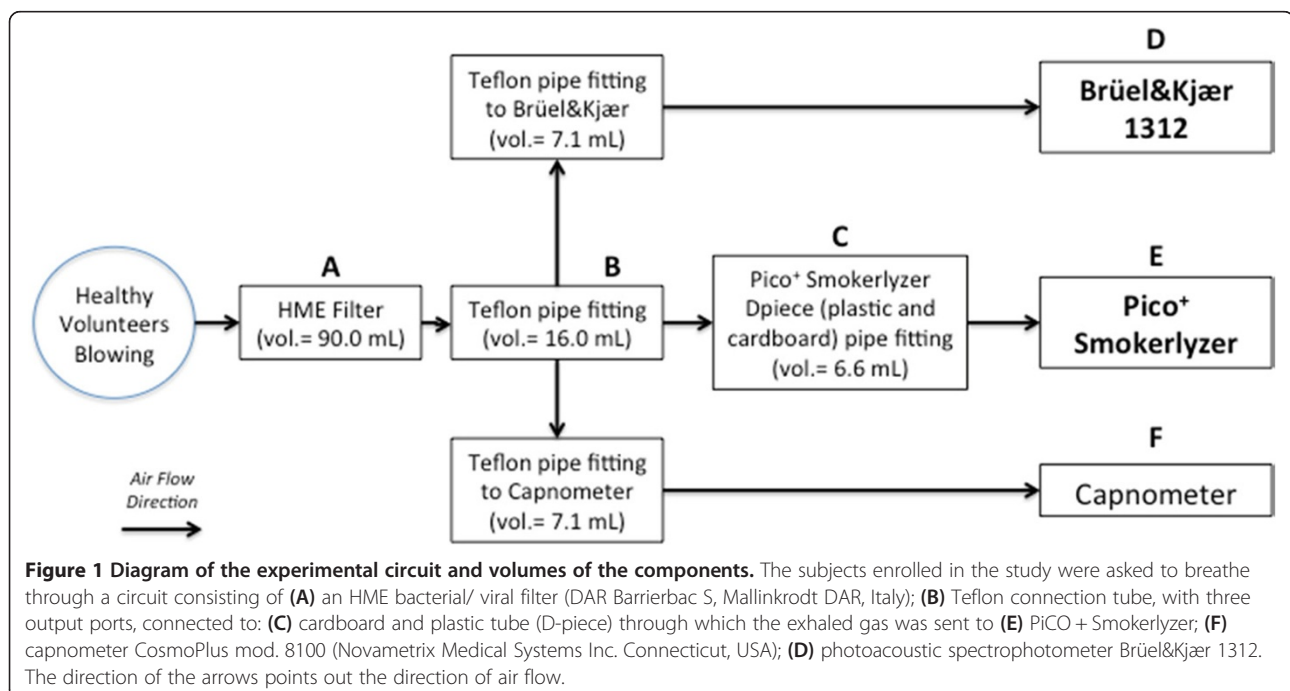 D
Teflon pipe fitting
to Brüel&Kjær
(vol.= 7.1 mL)
Brüel&Kjær
1312
A
B
C
E
Healthy
Volunteers
Blowing
HME Filter
(vol.= 90.0 mL)
Teflon pipe fitting
(vol.= 16.0 mL)
Pico⁺ Smokerlyzer
Dpiece (plastic and
cardboard) pipe fitting
(vol.= 6.6 mL)
Pico⁺
Smokerlyzer
F
Air Flow
Direction
Teflon pipe fitting
to Capnometer
(vol.= 7.1 mL)
Capnometer
Figure 1 Diagram of the experimental circuit and volumes of the components. The subjects enrolled in the study were asked to breathe
through a circuit consisting of (A) an HME bacterial/ viral filter (DAR Barrierbac S, Mallinkrodt DAR, Italy); (B) Teflon connection tube, with three
output ports, connected to: (C) cardboard and plastic tube (D-piece) through which the exhaled gas was sent to (E) PiCO + Smokerlyzer; (F)
capnometer CosmoPlus mod. 8100 (Novametrix Medical Systems Inc. Connecticut, USA); (D) photoacoustic spectrophotometer Brüel&Kjær 1312.
The direction of the arrows points out the direction of air flow.